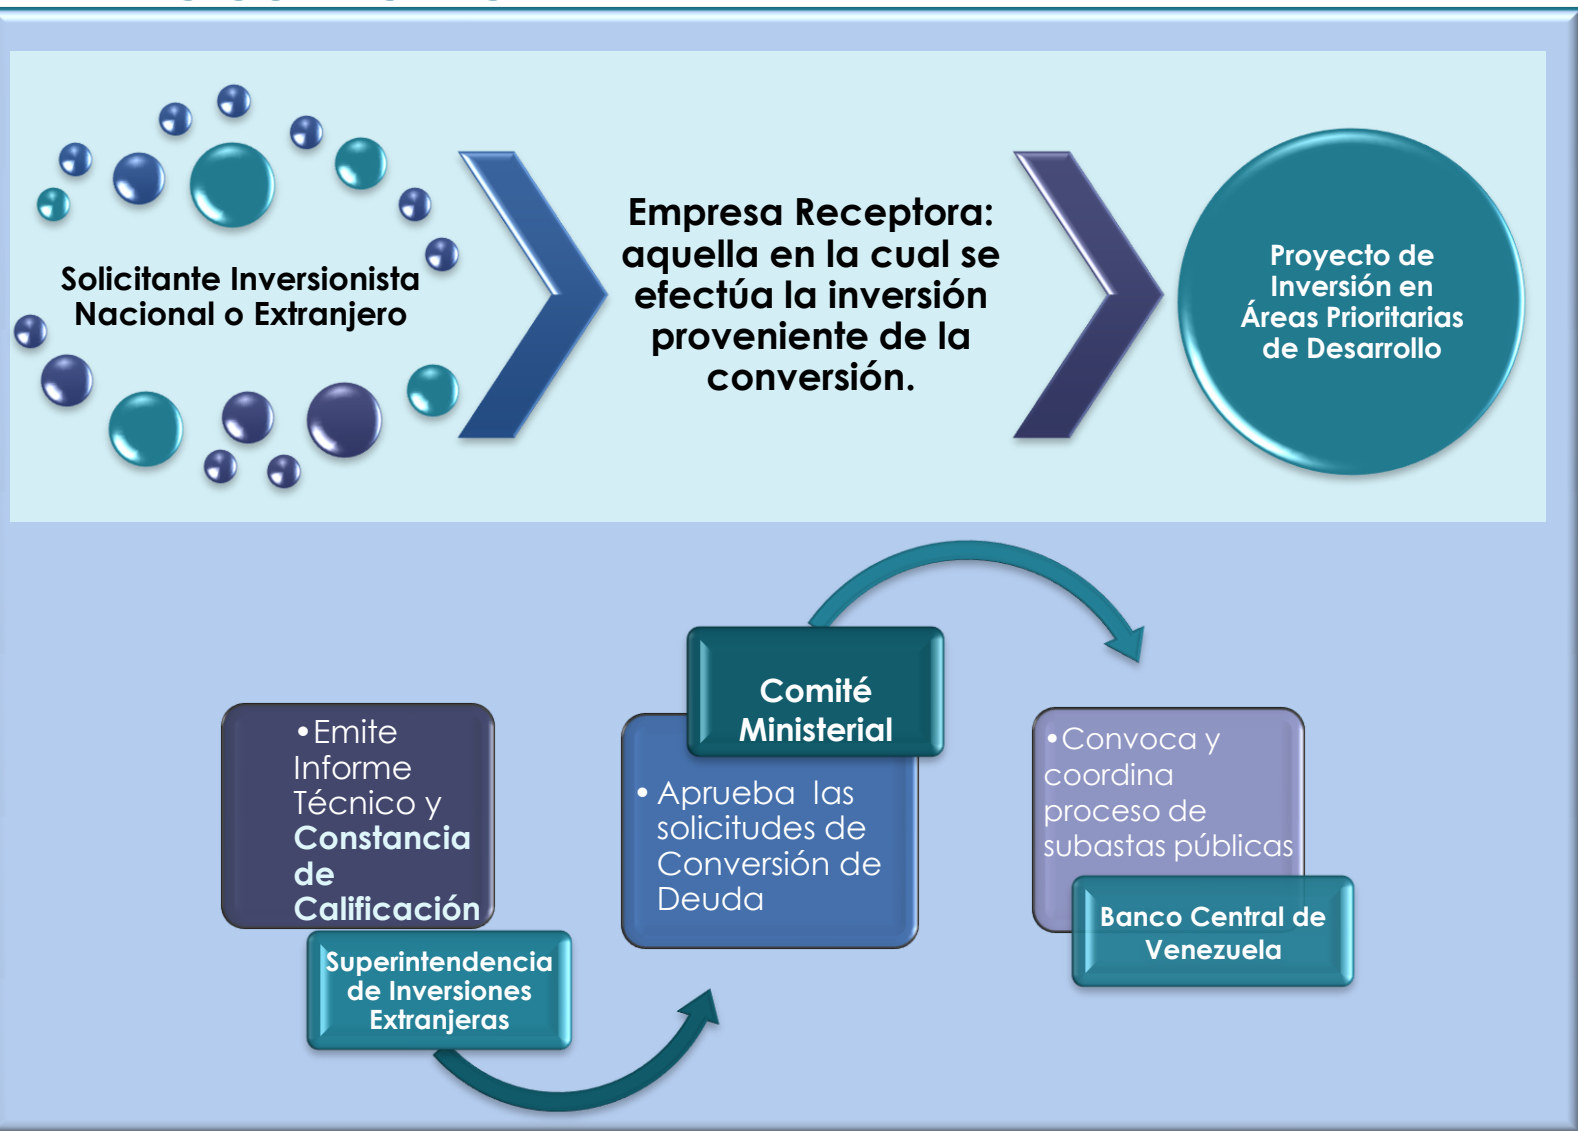 Solicitante Inversionista
Nacional o Extranjero
Empresa Receptora:
aquella en la cual se
efectúa la inversión
proveniente de la
conversión.
Proyecto de
Inversión en
Áreas Prioritarias
de Desarrollo
•Emite
Informe
Técnico y
Constancia
de
Calificación
Superintendencia
de Inversiones
Extranjeras
Comité
Ministerial
•Aprueba las
solicitudes de
Conversión de
Deuda
•Convoca y
coordina
proceso de
subastas públicas
Banco Central de
Venezuela